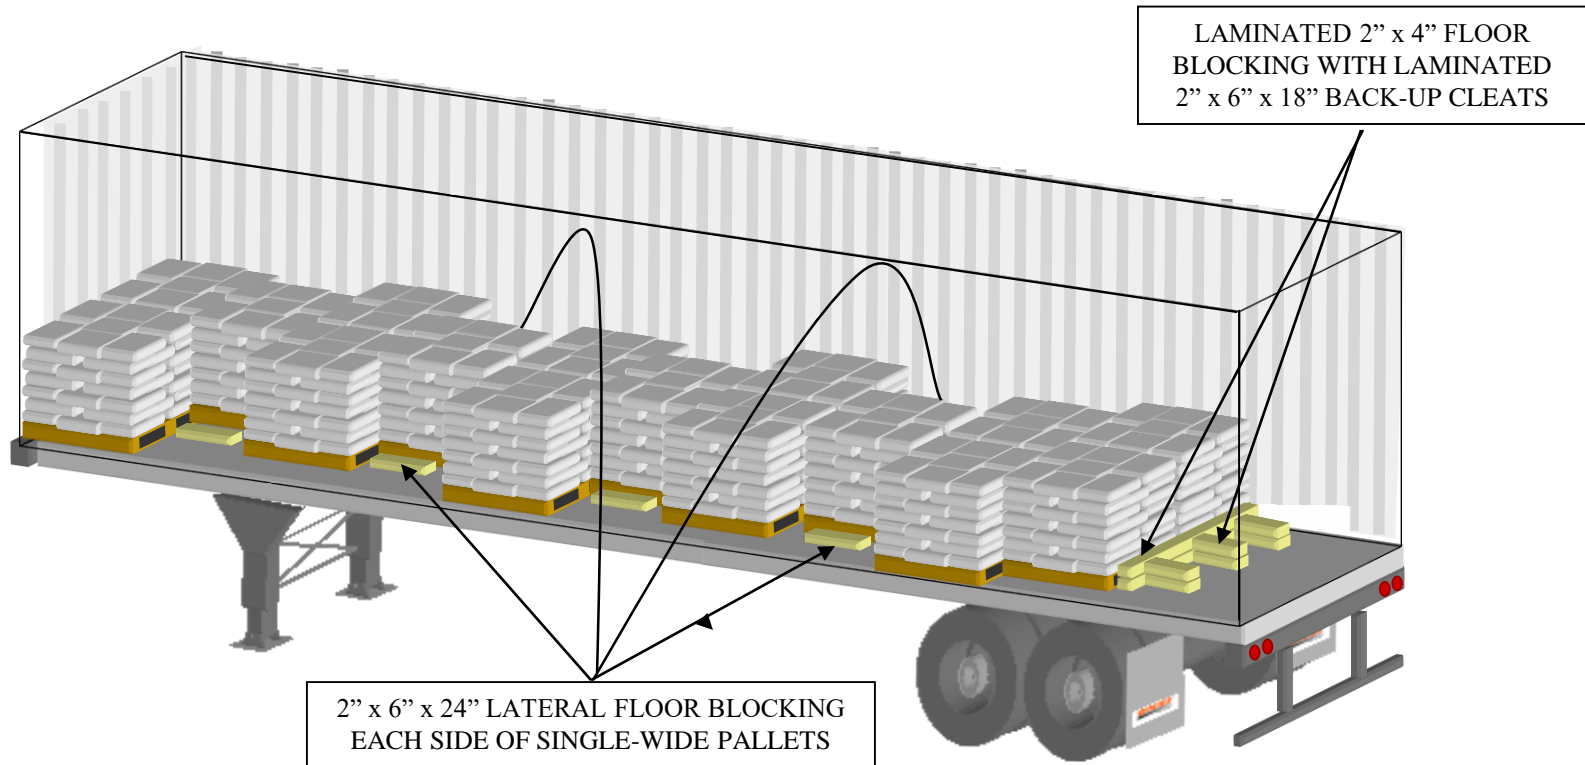 LAMINATED 2” x 4” FLOOR
BLOCKING WITH LAMINATED
2” x 6” x 18” BACK-UP CLEATS
2” x 6” x 24” LATERAL FLOOR BLOCKING
EACH SIDE OF SINGLE-WIDE PALLETS